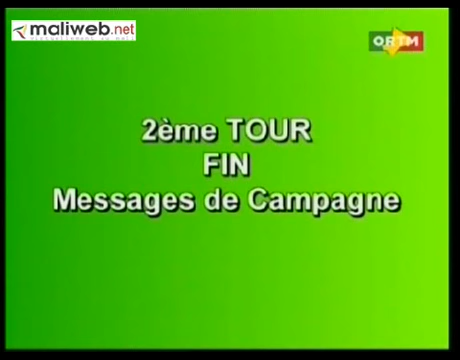 maliweb.net
ORTM
2ème TOUR
FIN
Messages de Campagne